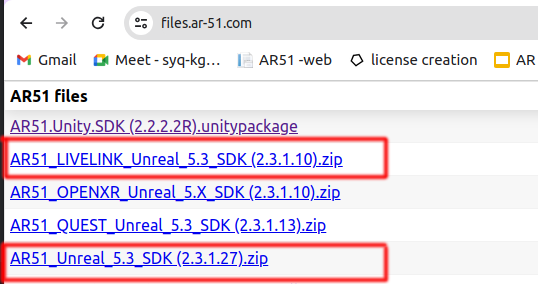 files.ar-51.com
Gmail Meet - syq-kg... AR51 -web license creation AR
AR51 files
AR51.Unity.SDK (2.2.2.2R).unitypackage
AR51_LIVELINK_Unreal_5.3_SDK (2.3.1.10).zip
AR51_OPENXR_Unreal_5.X_SDK (2.3.1.10).zip
AR51_QUEST_Unreal_5.3_SDK (2.3.1.13).zip
AR51_Unreal_5.3_SDK (2.3.1.27).zip